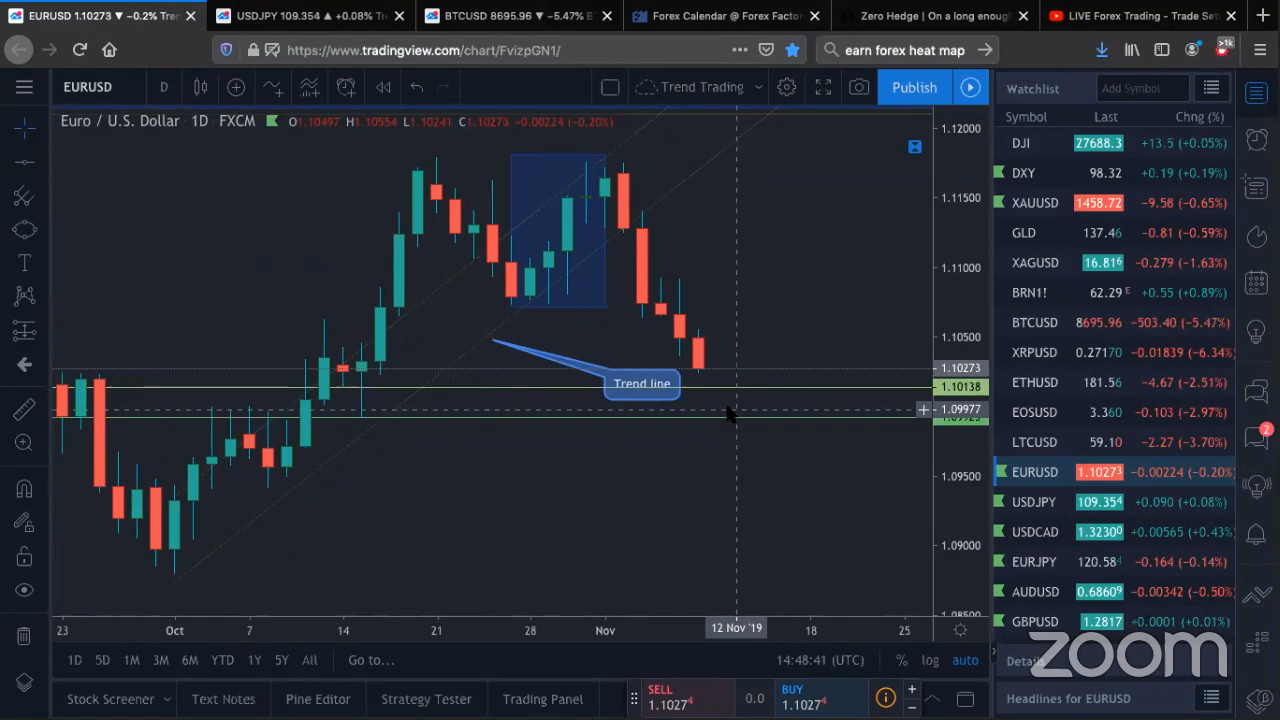 EURUSD 1.10273 ▼ −0.2% Tre
USDJPY 109.354 ▲ +0.08% Tr
BTCUSD 8695.96 ▼ −5.47% B
Forex Calendar @ Forex Factor
Zero Hedge | On a long enough
LIVE Forex Trading - Trade Se
https://www.tradingview.com/chart/FvizpGN1/
earn forex heat map
>1k
EURUSD
D
Trend Trading
Publish
Watchlist
Add Symbol
Euro / U.S. Dollar · 1D · FXCM
O1.10497 H1.10554 L1.10241 C1.10273 −0.00224 (−0.20%)
Symbol Last Chng (%)
DJI 27688.3 +13.5 (+0.05%)
DXY 98.32 +0.19 (+0.19%)
XAUUSD 1458.72 −9.58 (−0.65%)
GLD 137.46 −0.81 (−0.59%)
XAGUSD 16.816 −0.279 (−1.63%)
BRN1! 62.29 E +0.55 (+0.89%)
BTCUSD 8695.96 −503.40 (−5.47%)
XRPUSD 0.27170 −0.01839 (−6.34%)
ETHUSD 181.56 −4.67 (−2.51%)
EOSUSD 3.360 −0.103 (−2.97%)
LTCUSD 59.10 −2.27 (−3.70%)
EURUSD 1.10273 −0.00224 (−0.20%)
USDJPY 109.354 +0.090 (+0.08%)
USDCAD 1.32300 +0.00565 (+0.43%)
EURJPY 120.584 −0.164 (−0.14%)
AUDUSD 0.68609 −0.00342 (−0.50%)
GBPUSD 1.2817 +0.0001 (+0.01%)
2
1.12000
1.11500
1.11000
1.10500
1.10273
1.10138
1.09977
1.09500
1.09000
1.08500
Trend line
23 Oct 7 14 21 28 Nov 12 Nov '19 18 25
1D 5D 1M 3M 6M YTD 1Y 5Y All Go to...
14:48:41 (UTC) % log auto
zoom
Details
Headlines for EURUSD
Stock Screener
Text Notes
Pine Editor
Strategy Tester
Trading Panel
SELL
1.10274
0.0
BUY
1.10274